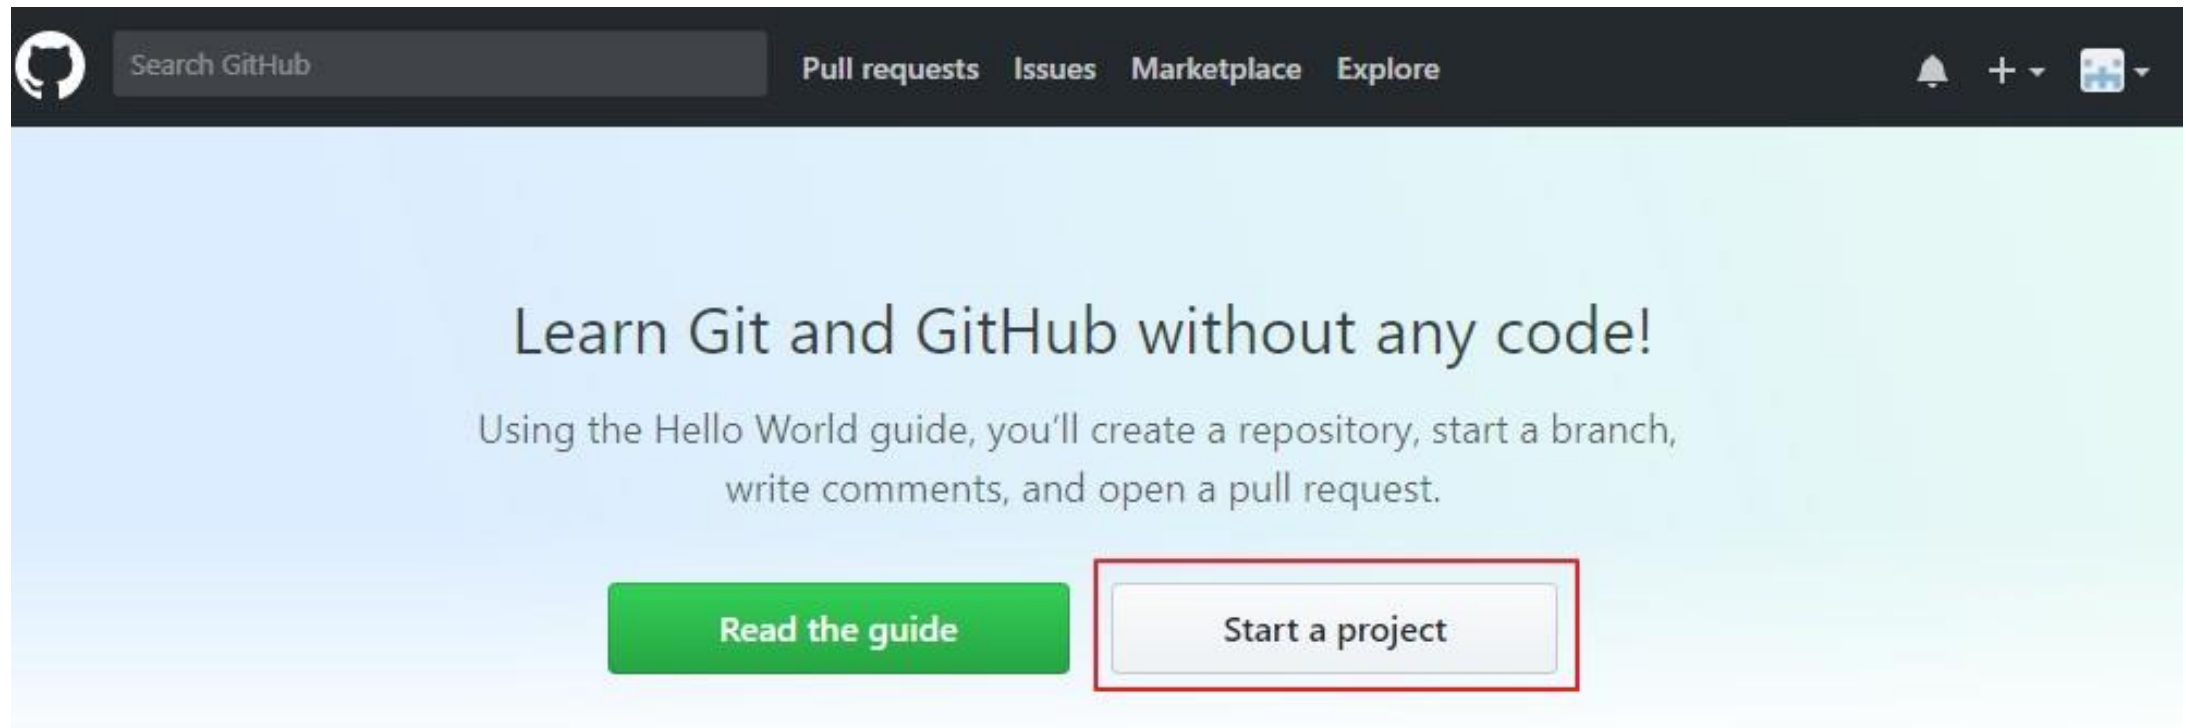 Search GitHub
Pull requests Issues Marketplace Explore
Learn Git and GitHub without any code!
Using the Hello World guide, you’ll create a repository, start a branch,
write comments, and open a pull request.
Read the guide
Start a project